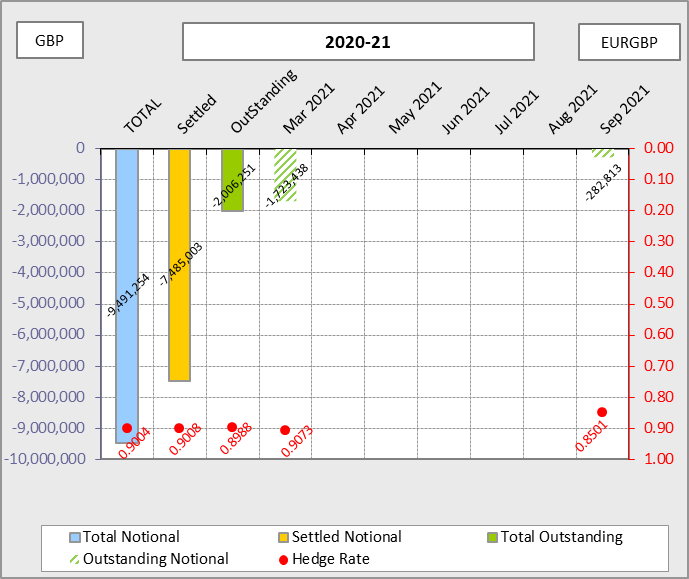 GBP
2020-21
EURGBP
TOTAL
Settled
OutStanding
Mar 2021
Apr 2021
May 2021
Jun 2021
Jul 2021
Aug 2021
Sep 2021
0
-1,000,000
-2,000,000
-3,000,000
-4,000,000
-5,000,000
-6,000,000
-7,000,000
-8,000,000
-9,000,000
-10,000,000
-9,491,254
-7,485,003
-2,006,251
-1,723,438
-282,813
0.9004
0.9008
0.8988
0.9073
0.8501
0.00
0.10
0.20
0.30
0.40
0.50
0.60
0.70
0.80
0.90
1.00
Total Notional
Settled Notional
Total Outstanding
Outstanding Notional
Hedge Rate